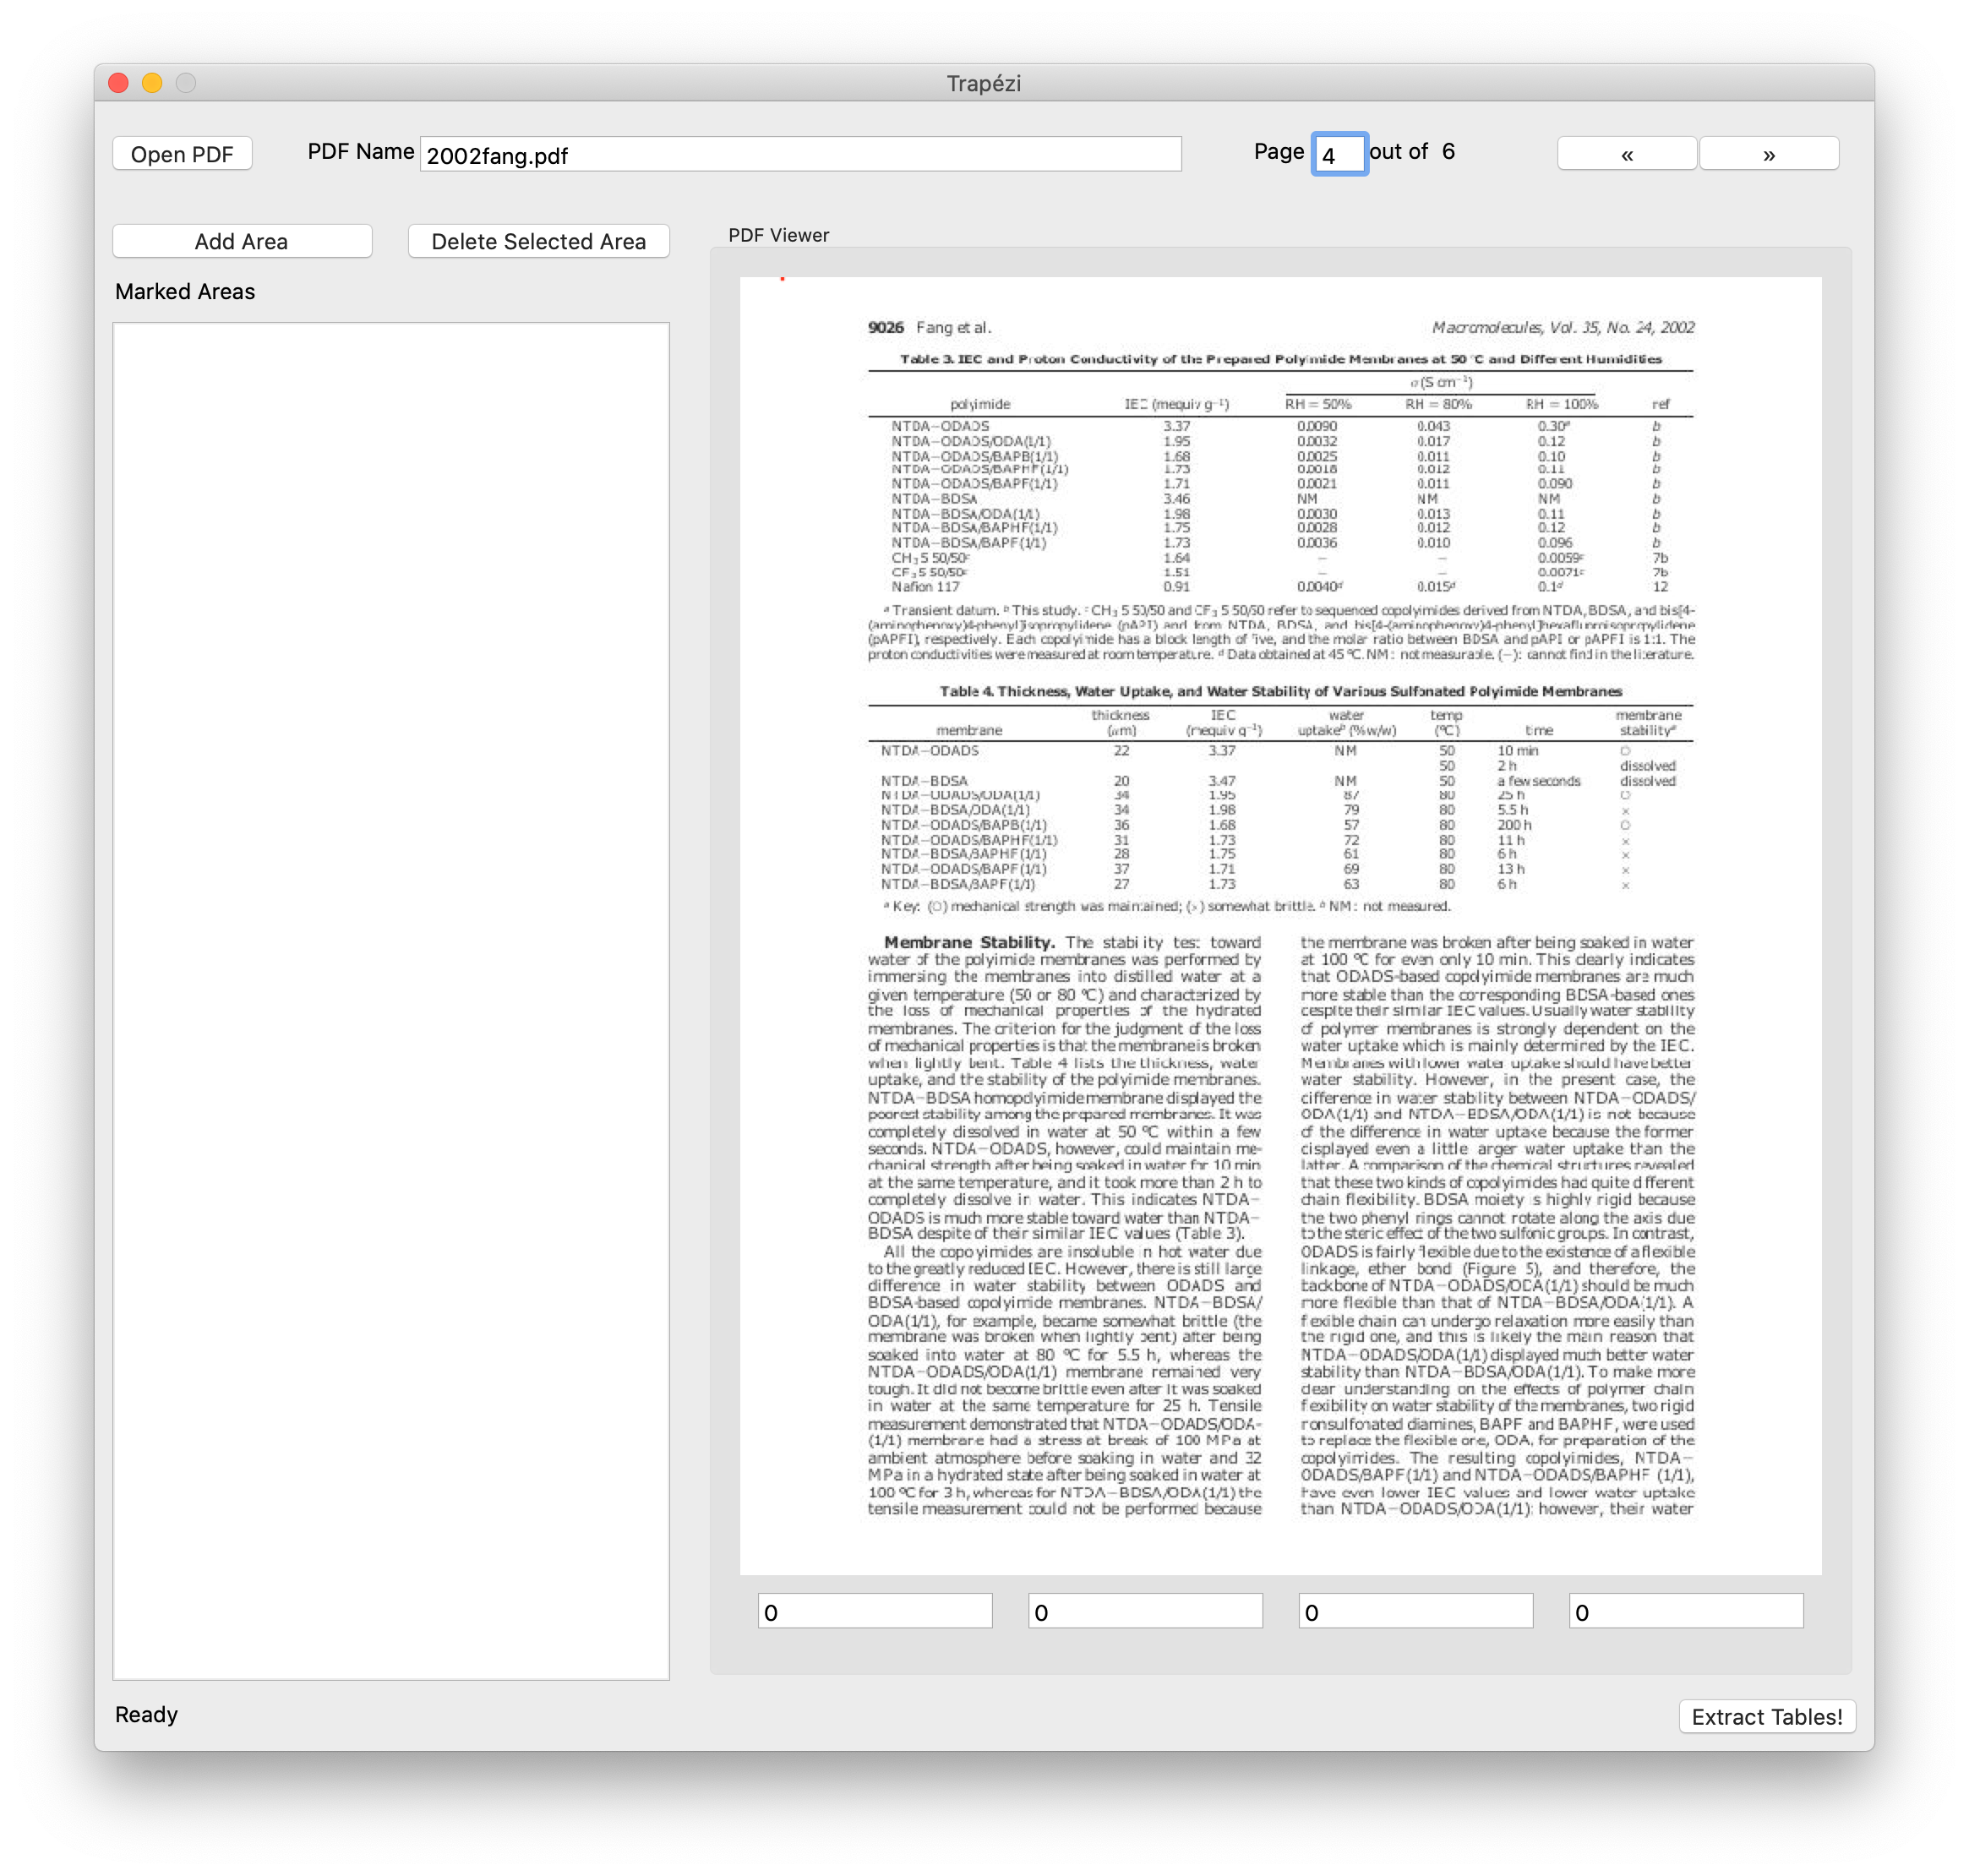 Trapézi
Open PDF PDF Name 2002fang.pdf Page 4 out of 6 « »
Add Area Delete Selected Area
Marked Areas
PDF Viewer
9026 Fang et al. Macromolecules, Vol. 35, No. 24, 2002
Table 3. IEC and Proton Conductivity of the Prepared Polyimide Membranes at 50 °C and Different Humidities
σ (S cm⁻¹)
polyimide IEC (mequiv g⁻¹) RH = 50% RH = 80% RH = 100% ref
NTDA−ODADS 3.37 0.0090 0.043 0.30ᵃ b
NTDA−ODADS/ODA(1/1) 1.95 0.0032 0.017 0.12 b
NTDA−ODADS/BAPB(1/1) 1.68 0.0025 0.011 0.10 b
NTDA−ODADS/BAPHF(1/1) 1.73 0.0018 0.012 0.11 b
NTDA−ODADS/BAPF(1/1) 1.71 0.0021 0.011 0.090 b
NTDA−BDSA 3.46 NM NM NM b
NTDA−BDSA/ODA(1/1) 1.98 0.0030 0.013 0.11 b
NTDA−BDSA/BAPHF(1/1) 1.75 0.0028 0.012 0.12 b
NTDA−BDSA/BAPF(1/1) 1.73 0.0036 0.010 0.096 b
CH₃ S 50/50ᶜ 1.64 − − 0.0059ᶜ 7b
CF₃ S 50/50ᶜ 1.51 − − 0.0071ᶜ 7b
Nafion 117 0.91 0.0040ᵈ 0.015ᵈ 0.1ᵈ 12
ᵃ Transient datum. ᵇ This study. ᶜ CH₃ S 50/50 and CF₃ S 50/50 refer to sequenced copolyimides derived from NTDA, BDSA, and bis[4-
(aminophenoxy)4-phenyl]isopropylidene (pAPI) and from NTDA, BDSA, and bis[4-(aminophenoxy)4-phenyl]hexafluoroisopropylidene
(pAPFI), respectively. Each copolyimide has a block length of five, and the molar ratio between BDSA and pAPI or pAPFI is 1:1. The
proton conductivities were measured at room temperature. ᵈ Data obtained at 45 °C. NM: not measurable. (−): cannot find in the literature.
Table 4. Thickness, Water Uptake, and Water Stability of Various Sulfonated Polyimide Membranes
thickness IEC water temp membrane
membrane (μm) (mequiv g⁻¹) uptakeᵇ (% w/w) (°C) time stabilityᵃ
NTDA−ODADS 22 3.37 NM 50 10 min ○
50 2 h dissolved
NTDA−BDSA 20 3.47 NM 50 a few seconds dissolved
NTDA−ODADS/ODA(1/1) 34 1.95 87 80 25 h ○
NTDA−BDSA/ODA(1/1) 34 1.98 79 80 5.5 h ×
NTDA−ODADS/BAPB(1/1) 36 1.68 57 80 200 h ○
NTDA−ODADS/BAPHF(1/1) 31 1.73 72 80 11 h ×
NTDA−BDSA/BAPHF(1/1) 28 1.75 61 80 6 h ×
NTDA−ODADS/BAPF(1/1) 37 1.71 69 80 13 h ×
NTDA−BDSA/BAPF(1/1) 27 1.73 63 80 6 h ×
ᵃ Key: (○) mechanical strength was maintained; (×) somewhat brittle. ᵇ NM: not measured.
Membrane Stability. The stability test toward
water of the polyimide membranes was performed by
immersing the membranes into distilled water at a
given temperature (50 or 80 °C) and characterized by
the loss of mechanical properties of the hydrated
membranes. The criterion for the judgment of the loss
of mechanical properties is that the membrane is broken
when lightly bent. Table 4 lists the thickness, water
uptake, and the stability of the polyimide membranes.
NTDA−BDSA homopolyimide membrane displayed the
poorest stability among the prepared membranes. It was
completely dissolved in water at 50 °C within a few
seconds. NTDA−ODADS, however, could maintain me-
chanical strength after being soaked in water for 10 min
at the same temperature, and it took more than 2 h to
completely dissolve in water. This indicates NTDA−
ODADS is much more stable toward water than NTDA−
BDSA despite of their similar IEC values (Table 3).
All the copolyimides are insoluble in hot water due
to the greatly reduced IEC. However, there is still large
difference in water stability between ODADS and
BDSA-based copolyimide membranes. NTDA−BDSA/
ODA(1/1), for example, became somewhat brittle (the
membrane was broken when lightly bent) after being
soaked into water at 80 °C for 5.5 h, whereas the
NTDA−ODADS/ODA(1/1) membrane remained very
tough. It did not become brittle even after it was soaked
in water at the same temperature for 25 h. Tensile
measurement demonstrated that NTDA−ODADS/ODA-
(1/1) membrane had a stress at break of 100 MPa at
ambient atmosphere before soaking in water and 32
MPa in a hydrated state after being soaked in water at
100 °C for 3 h, whereas for NTDA−BDSA/ODA(1/1) the
tensile measurement could not be performed because
the membrane was broken after being soaked in water
at 100 °C for even only 10 min. This clearly indicates
that ODADS-based copolyimide membranes are much
more stable than the corresponding BDSA-based ones
despite their similar IEC values. Usually water stability
of polymer membranes is strongly dependent on the
water uptake which is mainly determined by the IEC.
Membranes with lower water uptake should have better
water stability. However, in the present case, the
difference in water stability between NTDA−ODADS/
ODA(1/1) and NTDA−BDSA/ODA(1/1) is not because
of the difference in water uptake because the former
displayed even a little larger water uptake than the
latter. A comparison of the chemical structures revealed
that these two kinds of copolyimides had quite different
chain flexibility. BDSA moiety is highly rigid because
the two phenyl rings cannot rotate along the axis due
to the steric effect of the two sulfonic groups. In contrast,
ODADS is fairly flexible due to the existence of a flexible
linkage, ether bond (Figure 5), and therefore, the
backbone of NTDA−ODADS/ODA(1/1) should be much
more flexible than that of NTDA−BDSA/ODA(1/1). A
flexible chain can undergo relaxation more easily than
the rigid one, and this is likely the main reason that
NTDA−ODADS/ODA(1/1) displayed much better water
stability than NTDA−BDSA/ODA(1/1). To make more
clear understanding on the effects of polymer chain
flexibility on water stability of the membranes, two rigid
nonsulfonated diamines, BAPF and BAPHF, were used
to replace the flexible one, ODA, for preparation of the
copolyimides. The resulting copolyimides, NTDA−
ODADS/BAPF(1/1) and NTDA−ODADS/BAPHF (1/1),
have even lower IEC values and lower water uptake
than NTDA−ODADS/ODA(1/1); however, their water
0 0 0 0
Ready Extract Tables!